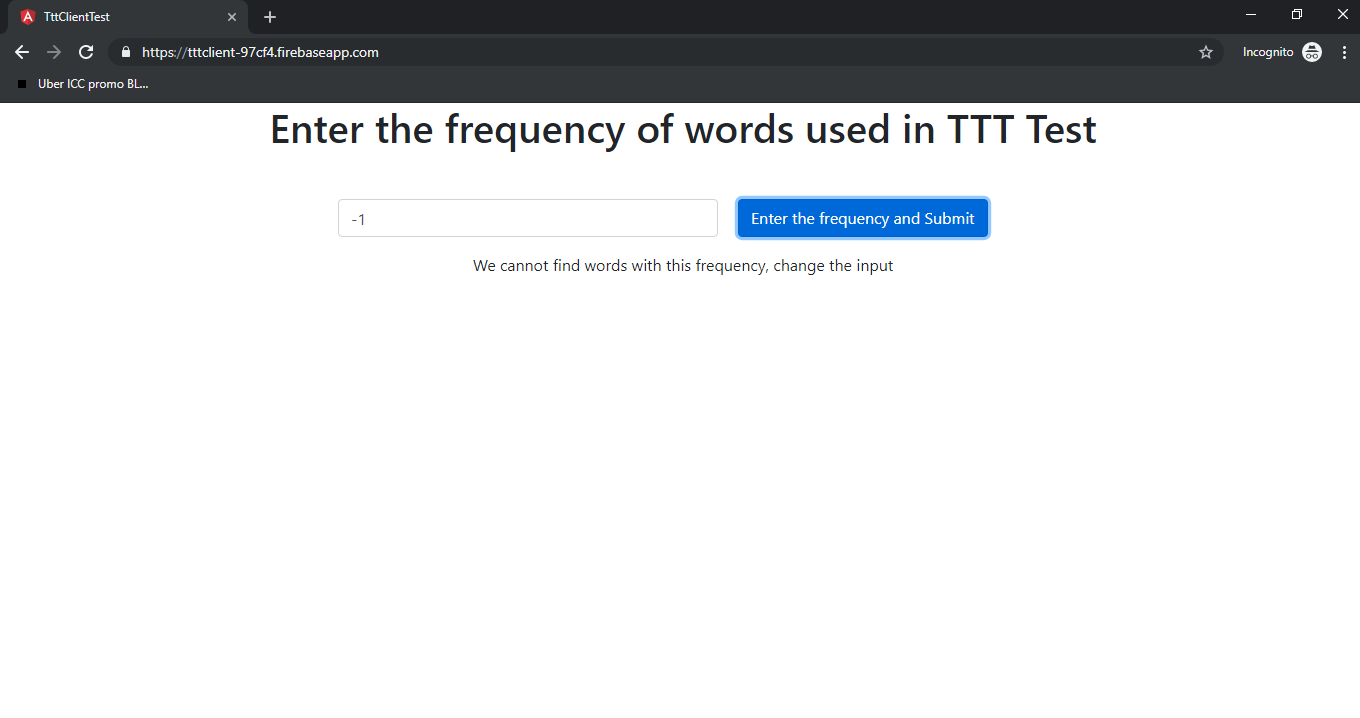 TttClientTest
https://tttclient-97cf4.firebaseapp.com
Incognito
Uber ICC promo BL...
Enter the frequency of words used in TTT Test
-1
Enter the frequency and Submit
We cannot find words with this frequency, change the input